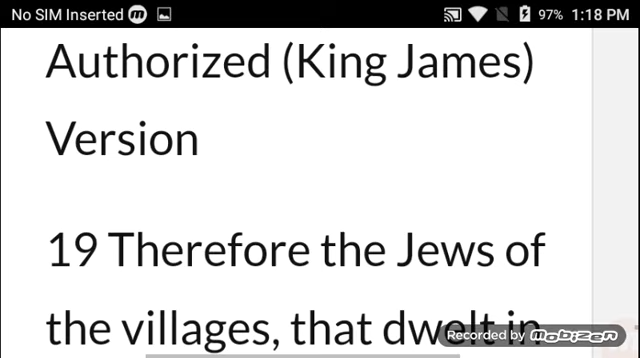 No SIM Inserted 97% 1:18 PM
Authorized (King James)
Version
19 Therefore the Jews of
the villages, that dwelt in
Recorded by mobizen